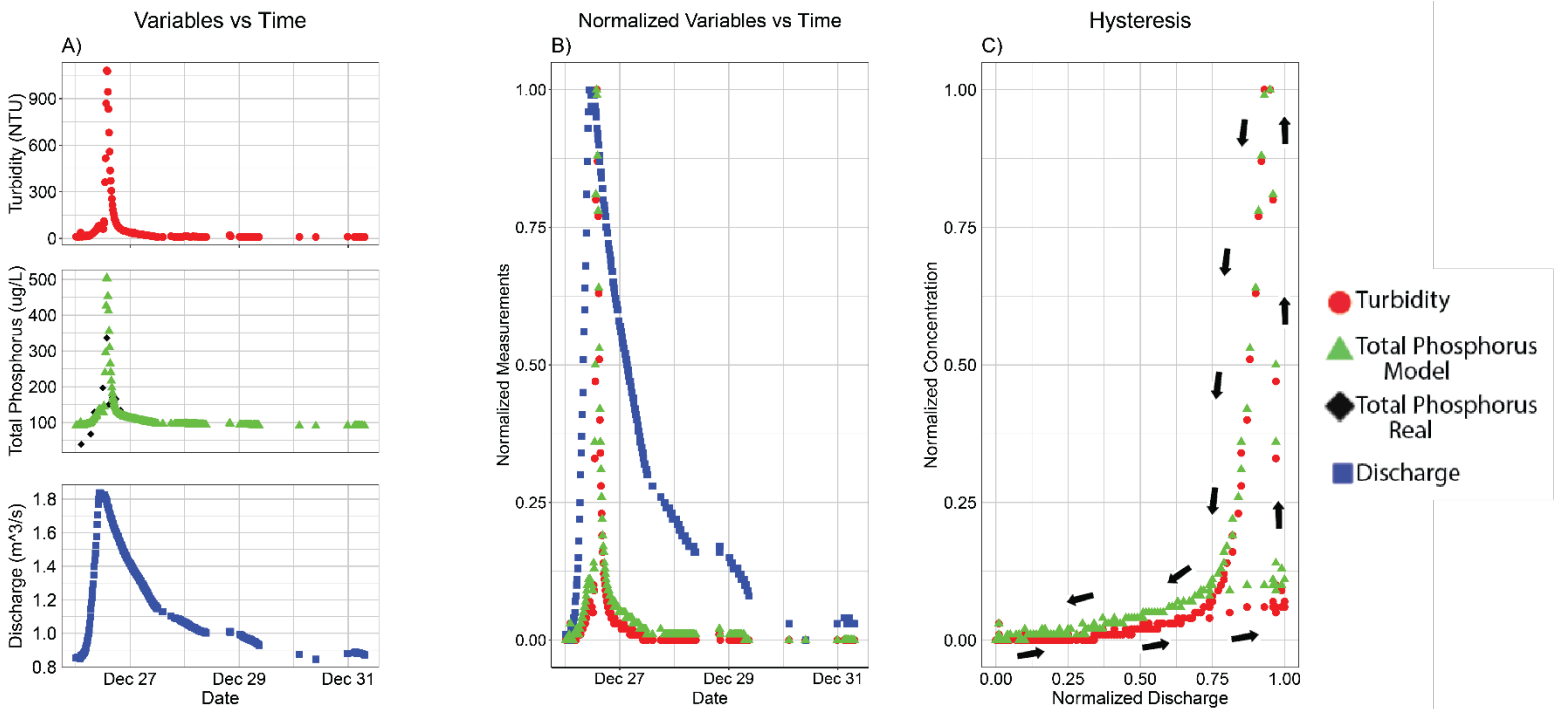 Variables vs Time
A)
Turbidity (NTU)
900
600
300
0
Total Phosphorus (ug/L)
500
400
300
200
100
Discharge (m^3/s)
1.8
1.6
1.4
1.2
1.0
0.8
Dec 27
Dec 29
Dec 31
Date
Normalized Variables vs Time
B)
Normalized Measurements
1.00
0.75
0.50
0.25
0.00
Dec 27
Dec 29
Dec 31
Date
Hysteresis
C)
Normalized Concentration
1.00
0.75
0.50
0.25
0.00
0.00
0.25
0.50
0.75
1.00
Normalized Discharge
Turbidity
Total Phosphorus
Model
Total Phosphorus
Real
Discharge